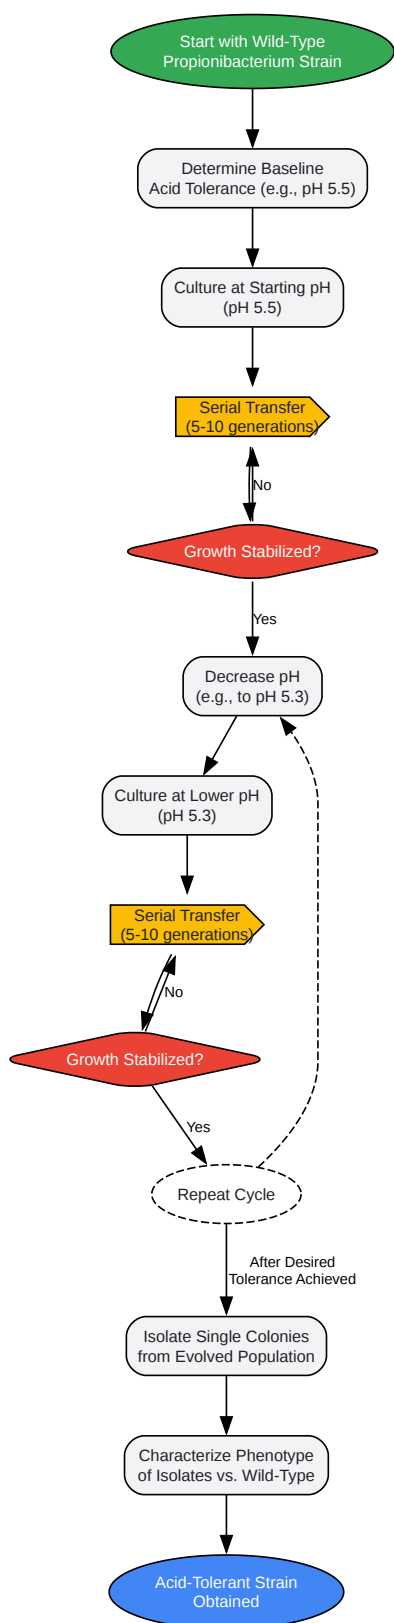 Start with Wild-Type
Propionibacterium Strain
Determine Baseline
Acid Tolerance (e.g., pH 5.5)
Culture at Starting pH
(pH 5.5)
Serial Transfer
(5-10 generations)
No
Growth Stabilized?
Yes
Decrease pH
(e.g., to pH 5.3)
Culture at Lower pH
(pH 5.3)
Serial Transfer
(5-10 generations)
No
Growth Stabilized?
Yes
Repeat Cycle
After Desired
Tolerance Achieved
Isolate Single Colonies
from Evolved Population
Characterize Phenotype
of Isolates vs. Wild-Type
Acid-Tolerant Strain
Obtained